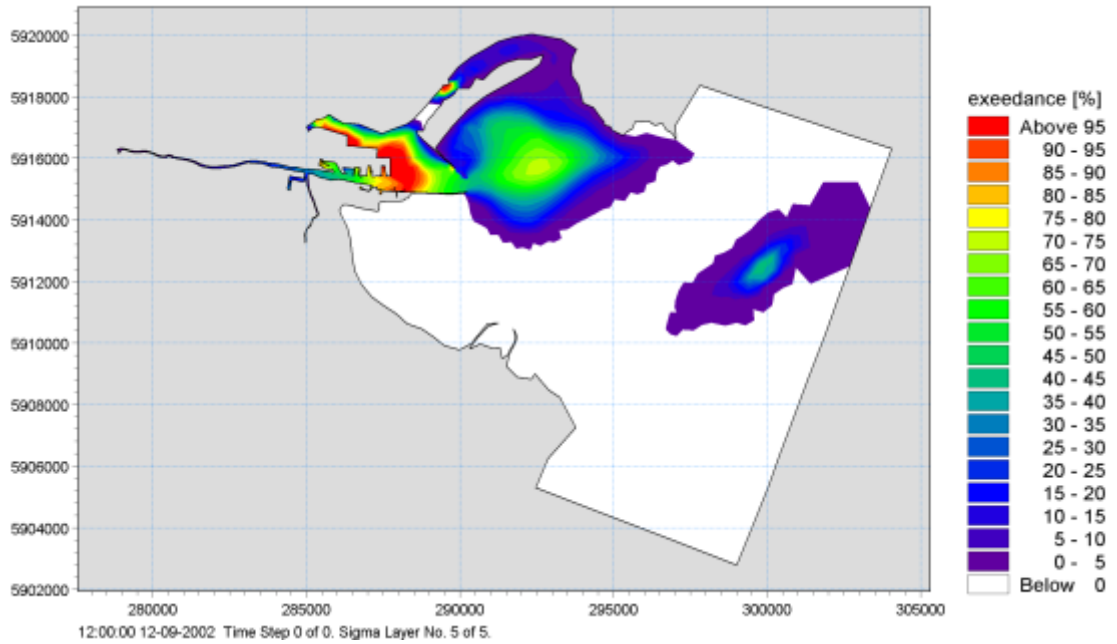 5920000
5918000
5916000
5914000
5912000
5910000
5908000
5906000
5904000
5902000
280000 285000 290000 295000 300000 305000
12:00:00 12-09-2002 Time Step 0 of 0. Sigma Layer No. 5 of 5.
exeedance [%]
Above 95
90 - 95
85 - 90
80 - 85
75 - 80
70 - 75
65 - 70
60 - 65
55 - 60
50 - 55
45 - 50
40 - 45
35 - 40
30 - 35
25 - 30
20 - 25
15 - 20
10 - 15
5 - 10
0 - 5
Below 0